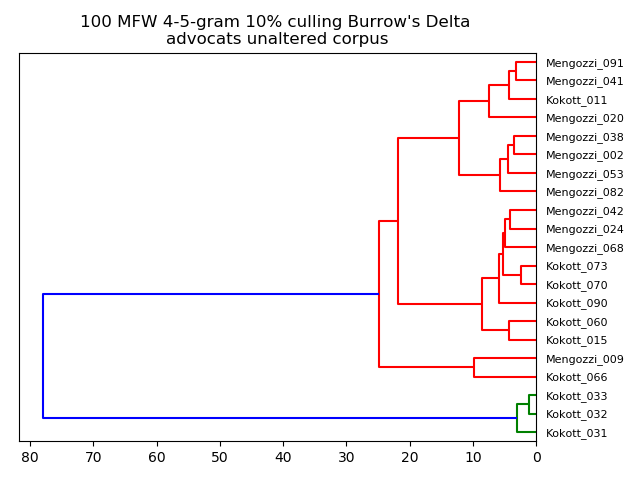 100 MFW 4-5-gram 10% culling Burrow's Delta
advocats unaltered corpus
Mengozzi_091
Mengozzi_041
Kokott_011
Mengozzi_020
Mengozzi_038
Mengozzi_002
Mengozzi_053
Mengozzi_082
Mengozzi_042
Mengozzi_024
Mengozzi_068
Kokott_073
Kokott_070
Kokott_090
Kokott_060
Kokott_015
Mengozzi_009
Kokott_066
Kokott_033
Kokott_032
Kokott_031
80 70 60 50 40 30 20 10 0